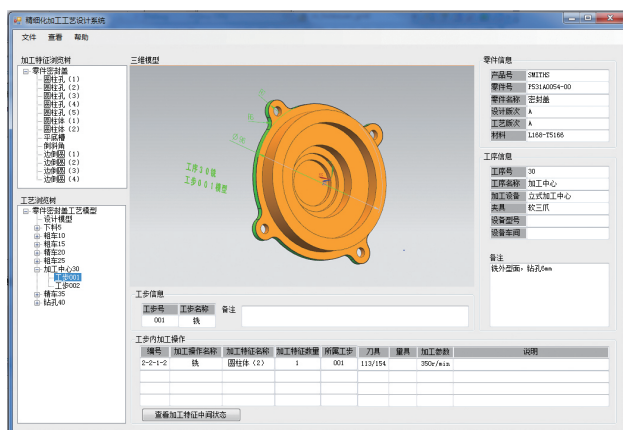 精细化加工工艺设计系统
文件 查看 帮助
加工特征浏览树
零件密封盖
圆柱孔 (1)
圆柱孔 (2)
圆柱孔 (3)
圆柱孔 (4)
圆柱孔 (5)
圆柱体 (1)
圆柱体 (2)
平底槽
倒斜角
边倒圆 (1)
边倒圆 (2)
边倒圆 (3)
边倒圆 (4)
工艺浏览树
零件密封盖工艺模型
设计模型
下料5
粗车10
粗车15
精车20
粗车25
加工中心30
工步001
工步002
精车35
钻孔40
三维模型
工序30铣
工步001模型
工步信息
工步号 工步名称 备注
001 铣
工步内加工操作
编号 加工操作名称 加工特征名称 加工特征数量 所属工步 刀具 量具 加工参数 说明
2-2-1-2 铣 圆柱体 (2) 1 001 113/154 350r/min
查看加工特征中间状态
零件信息
产品号 SMITHS
零件号 P531A0054-00
零件名称 密封盖
设计版次 A
工艺版次 A
材料 L168-T5166
工序信息
工序号 30
工序名称 加工中心
加工设备 立式加工中心
夹具 软三爪
设备型号
设备车间
备注
铣外型面，钻孔6mm